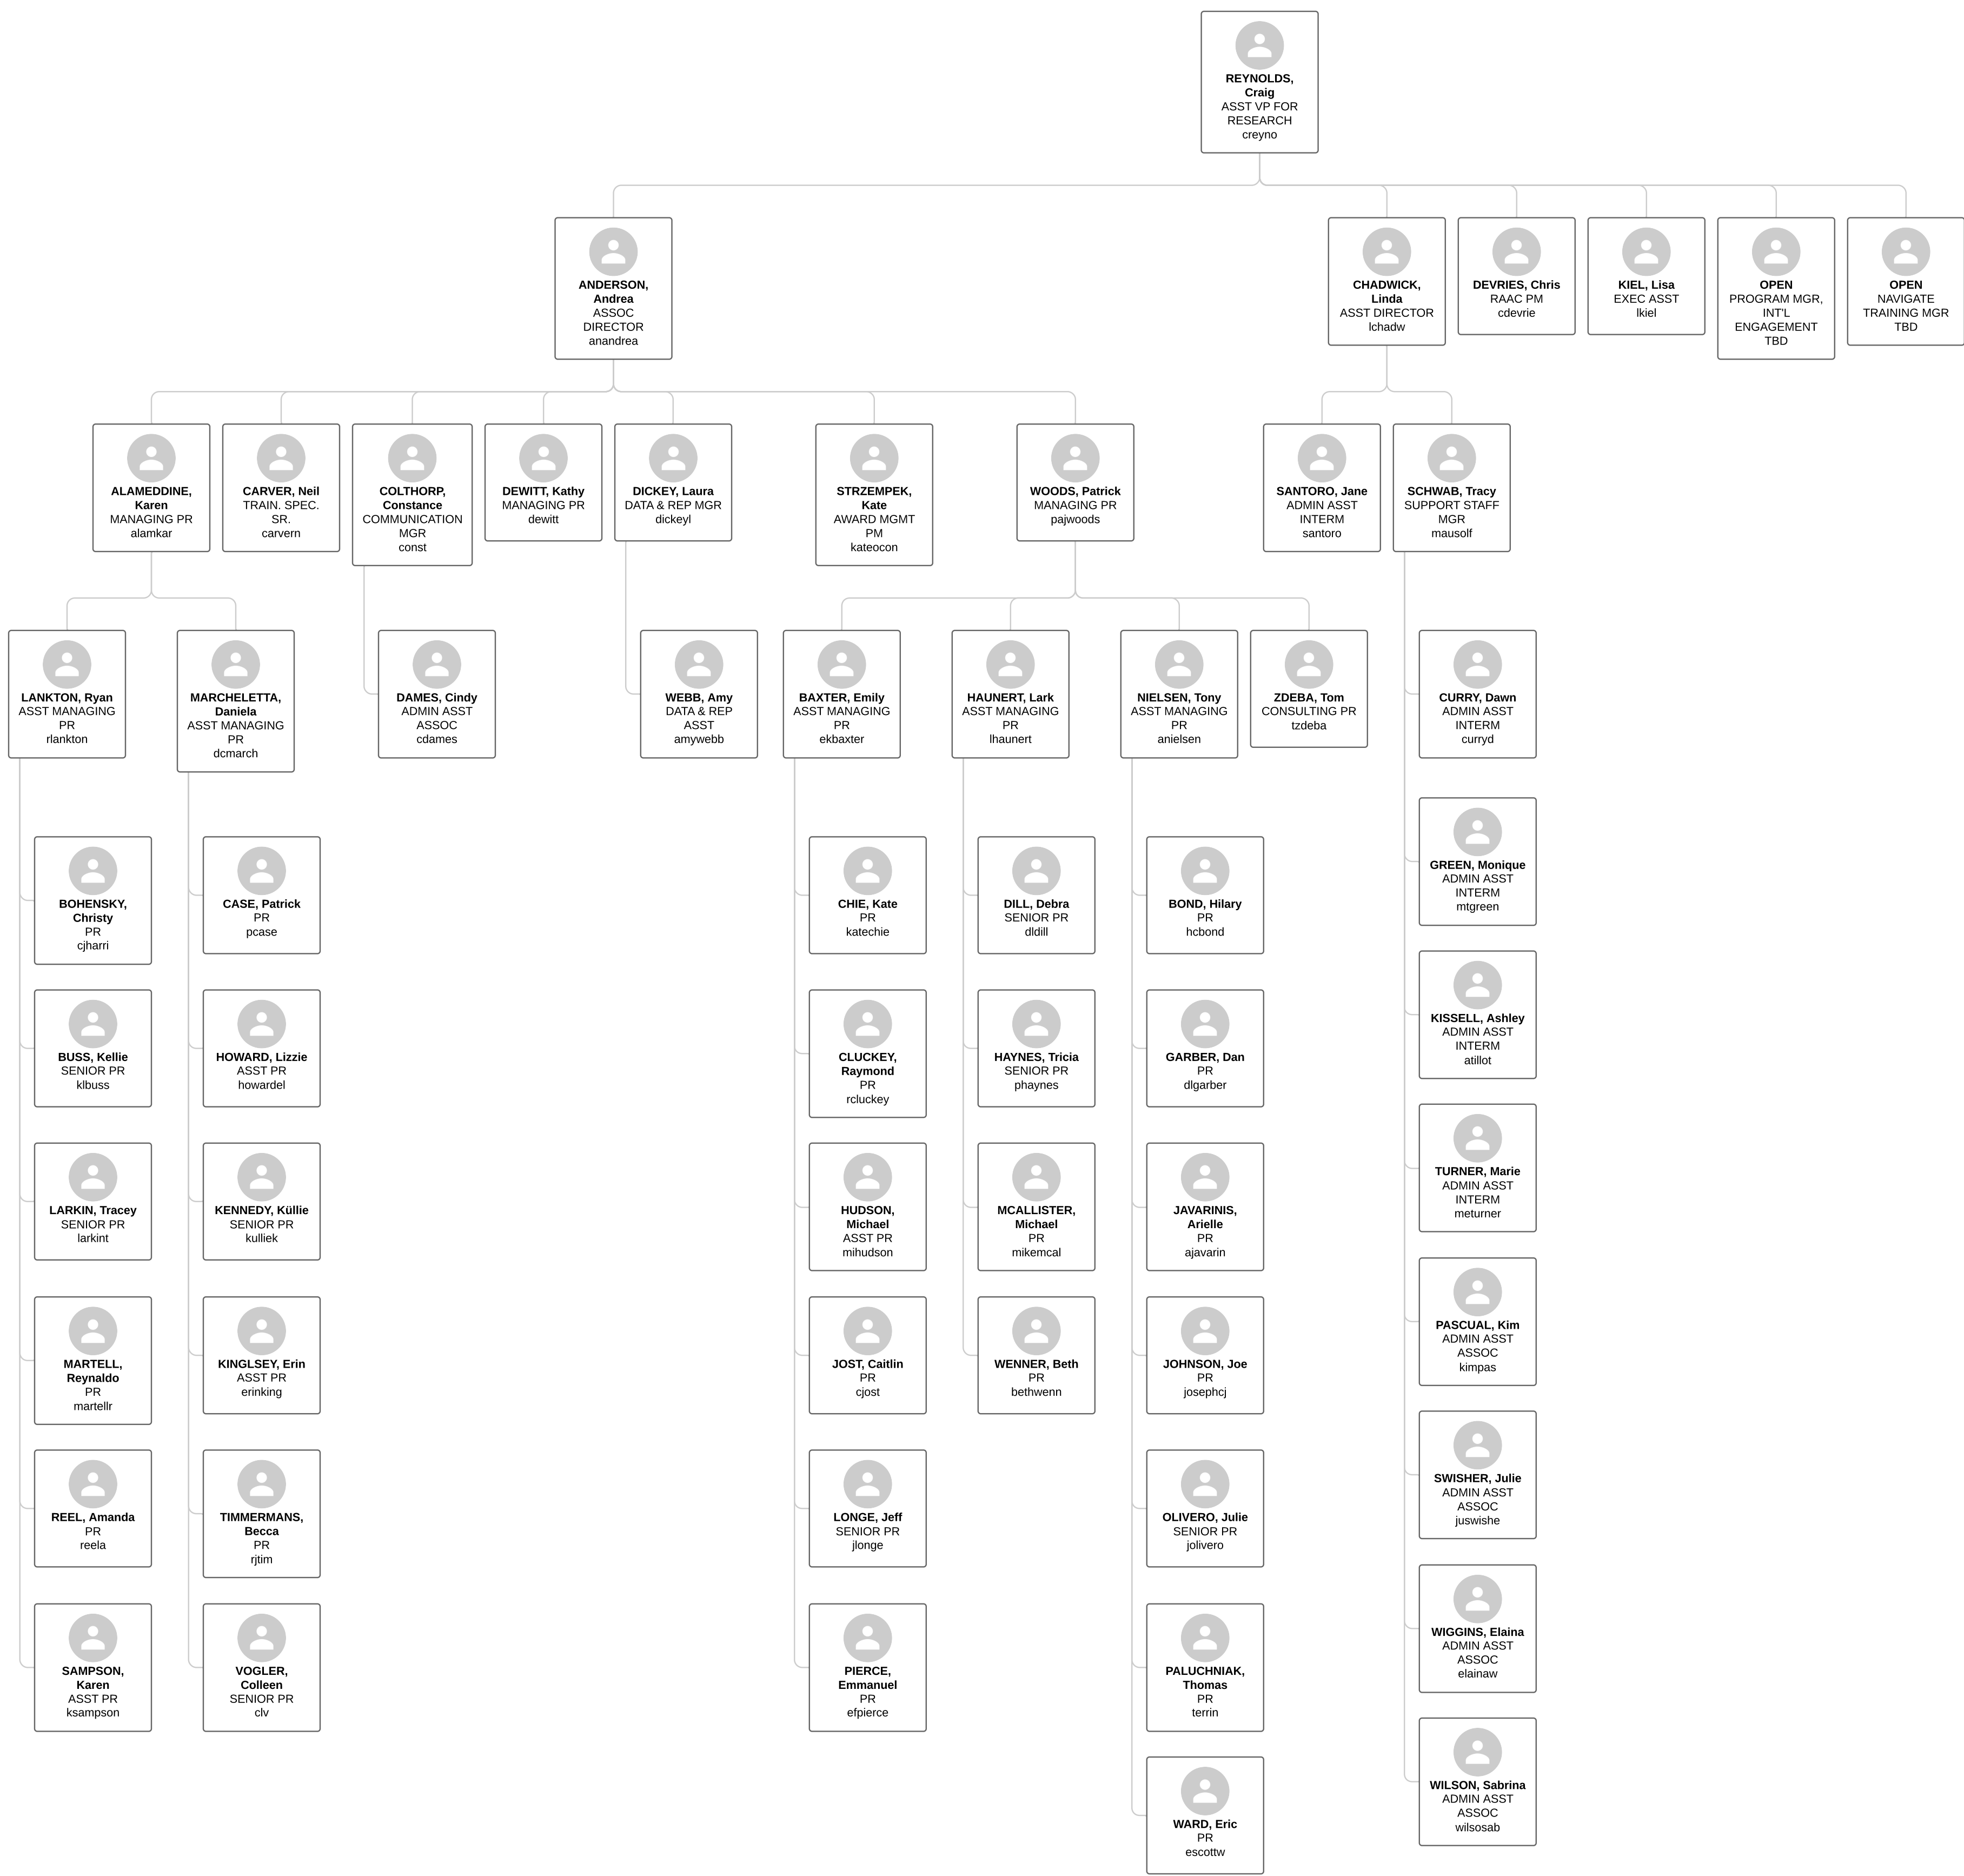 REYNOLDS,
Craig
ASST VP FOR
RESEARCH
creyno
ANDERSON,
Andrea
ASSOC
DIRECTOR
anandrea
CHADWICK,
Linda
ASST DIRECTOR
lchadw
DEVRIES, Chris
RAAC PM
cdevrie
KIEL, Lisa
EXEC ASST
lkiel
OPEN
PROGRAM MGR,
INT'L
ENGAGEMENT
TBD
OPEN
NAVIGATE
TRAINING MGR
TBD
ALAMEDDINE,
Karen
MANAGING PR
alamkar
CARVER, Neil
TRAIN. SPEC.
SR.
carvern
COLTHORP,
Constance
COMMUNICATION
MGR
const
DEWITT, Kathy
MANAGING PR
dewitt
DICKEY, Laura
DATA & REP MGR
dickeyl
STRZEMPEK,
Kate
AWARD MGMT
PM
kateocon
WOODS, Patrick
MANAGING PR
pajwoods
SANTORO, Jane
ADMIN ASST
INTERM
santoro
SCHWAB, Tracy
SUPPORT STAFF
MGR
mausolf
LANKTON, Ryan
ASST MANAGING
PR
rlankton
MARCHELETTA,
Daniela
ASST MANAGING
PR
dcmarch
DAMES, Cindy
ADMIN ASST
ASSOC
cdames
WEBB, Amy
DATA & REP
ASST
amywebb
BAXTER, Emily
ASST MANAGING
PR
ekbaxter
HAUNERT, Lark
ASST MANAGING
PR
lhaunert
NIELSEN, Tony
ASST MANAGING
PR
anielsen
ZDEBA, Tom
CONSULTING PR
tzdeba
CURRY, Dawn
ADMIN ASST
INTERM
curryd
BOHENSKY,
Christy
PR
cjharri
CASE, Patrick
PR
pcase
CHIE, Kate
PR
katechie
DILL, Debra
SENIOR PR
dldill
BOND, Hilary
PR
hcbond
GREEN, Monique
ADMIN ASST
INTERM
mtgreen
BUSS, Kellie
SENIOR PR
klbuss
HOWARD, Lizzie
ASST PR
howardel
CLUCKEY,
Raymond
PR
rcluckey
HAYNES, Tricia
SENIOR PR
phaynes
GARBER, Dan
PR
dlgarber
KISSELL, Ashley
ADMIN ASST
INTERM
atillot
LARKIN, Tracey
SENIOR PR
larkint
KENNEDY, Küllie
SENIOR PR
kulliek
HUDSON,
Michael
ASST PR
mihudson
MCALLISTER,
Michael
PR
mikemcal
JAVARINIS,
Arielle
PR
ajavarin
TURNER, Marie
ADMIN ASST
INTERM
meturner
MARTELL,
Reynaldo
PR
martellr
KINGLSEY, Erin
ASST PR
erinking
JOST, Caitlin
PR
cjost
WENNER, Beth
PR
bethwenn
JOHNSON, Joe
PR
josephcj
PASCUAL, Kim
ADMIN ASST
ASSOC
kimpas
REEL, Amanda
PR
reela
TIMMERMANS,
Becca
PR
rjtim
LONGE, Jeff
SENIOR PR
jlonge
OLIVERO, Julie
SENIOR PR
jolivero
SWISHER, Julie
ADMIN ASST
ASSOC
juswishe
SAMPSON,
Karen
ASST PR
ksampson
VOGLER,
Colleen
SENIOR PR
clv
PIERCE,
Emmanuel
PR
efpierce
PALUCHNIAK,
Thomas
PR
terrin
WIGGINS, Elaina
ADMIN ASST
ASSOC
elainaw
WARD, Eric
PR
escottw
WILSON, Sabrina
ADMIN ASST
ASSOC
wilsosab